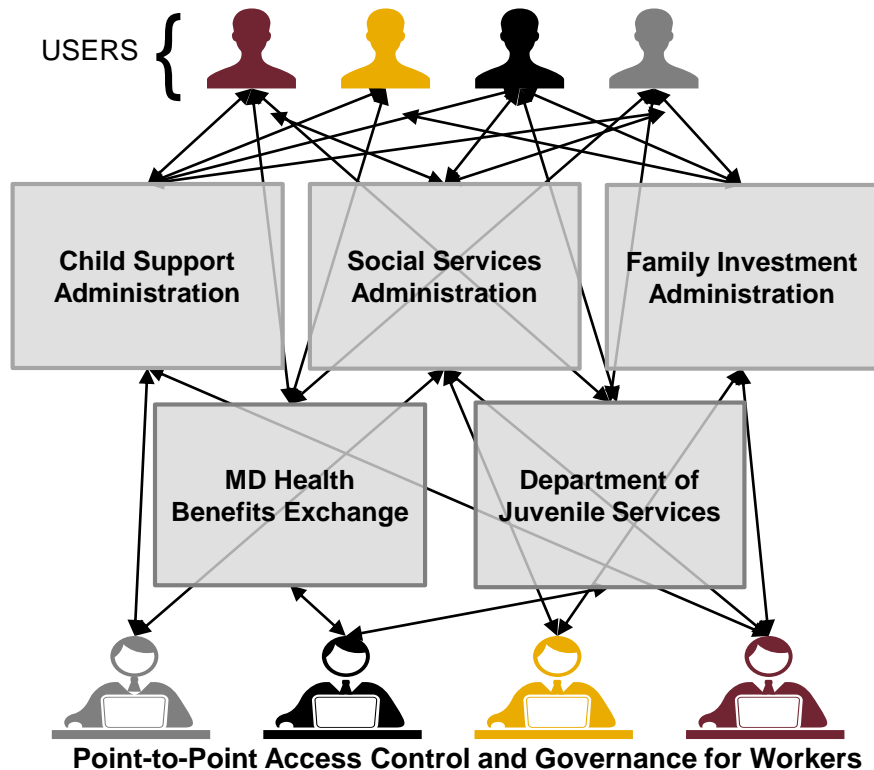 USERS
Child Support
Administration
Social Services
Administration
Family Investment
Administration
MD Health
Benefits Exchange
Department of
Juvenile Services
Point-to-Point Access Control and Governance for Workers